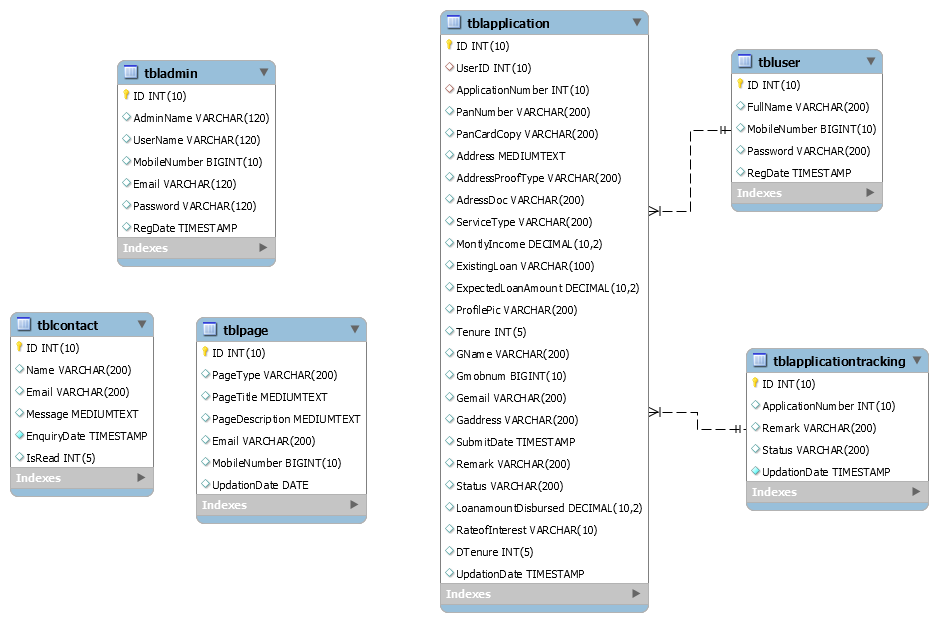 tbladmin
ID INT(10)
AdminName VARCHAR(120)
UserName VARCHAR(120)
MobileNumber BIGINT(10)
Email VARCHAR(120)
Password VARCHAR(120)
RegDate TIMESTAMP
Indexes
tblcontact
ID INT(10)
Name VARCHAR(200)
Email VARCHAR(200)
Message MEDIUMTEXT
EnquiryDate TIMESTAMP
IsRead INT(5)
Indexes
tblpage
ID INT(10)
PageType VARCHAR(200)
PageTitle MEDIUMTEXT
PageDescription MEDIUMTEXT
Email VARCHAR(200)
MobileNumber BIGINT(10)
UpdationDate DATE
Indexes
tblapplication
ID INT(10)
UserID INT(10)
ApplicationNumber INT(10)
PanNumber VARCHAR(200)
PanCardCopy VARCHAR(200)
Address MEDIUMTEXT
AddressProofType VARCHAR(200)
AdressDoc VARCHAR(200)
ServiceType VARCHAR(200)
MontlyIncome DECIMAL(10,2)
ExistingLoan VARCHAR(100)
ExpectedLoanAmount DECIMAL(10,2)
ProfilePic VARCHAR(200)
Tenure INT(5)
GName VARCHAR(200)
Gmobnum BIGINT(10)
Gemail VARCHAR(200)
Gaddress VARCHAR(200)
SubmitDate TIMESTAMP
Remark VARCHAR(200)
Status VARCHAR(200)
LoanamountDisbursed DECIMAL(10,2)
RateofInterest VARCHAR(10)
DTenure INT(5)
UpdationDate TIMESTAMP
Indexes
tbluser
ID INT(10)
FullName VARCHAR(200)
MobileNumber BIGINT(10)
Password VARCHAR(200)
RegDate TIMESTAMP
Indexes
tblapplicationtracking
ID INT(10)
ApplicationNumber INT(10)
Remark VARCHAR(200)
Status VARCHAR(200)
UpdationDate TIMESTAMP
Indexes